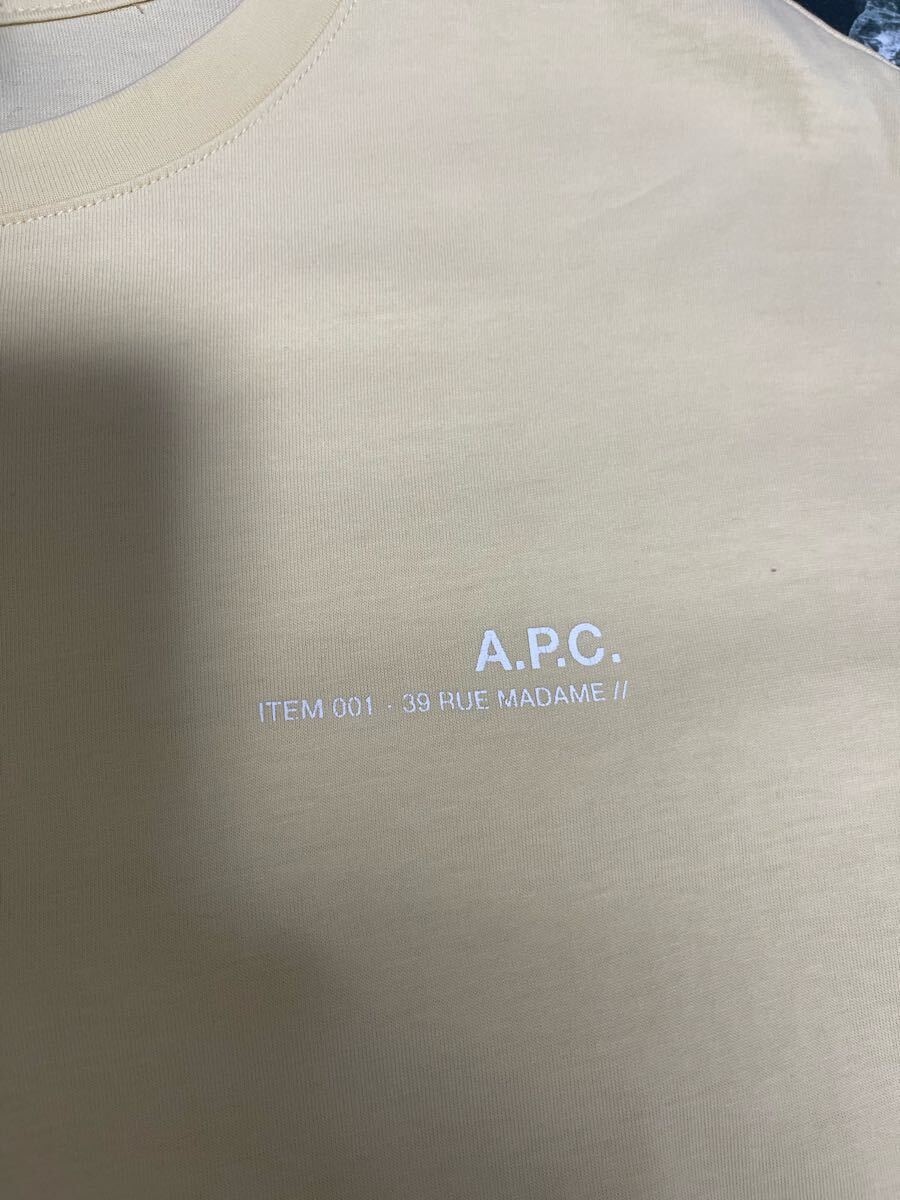 A.P.C.
ITEM 001 · 39 RUE MADAME //